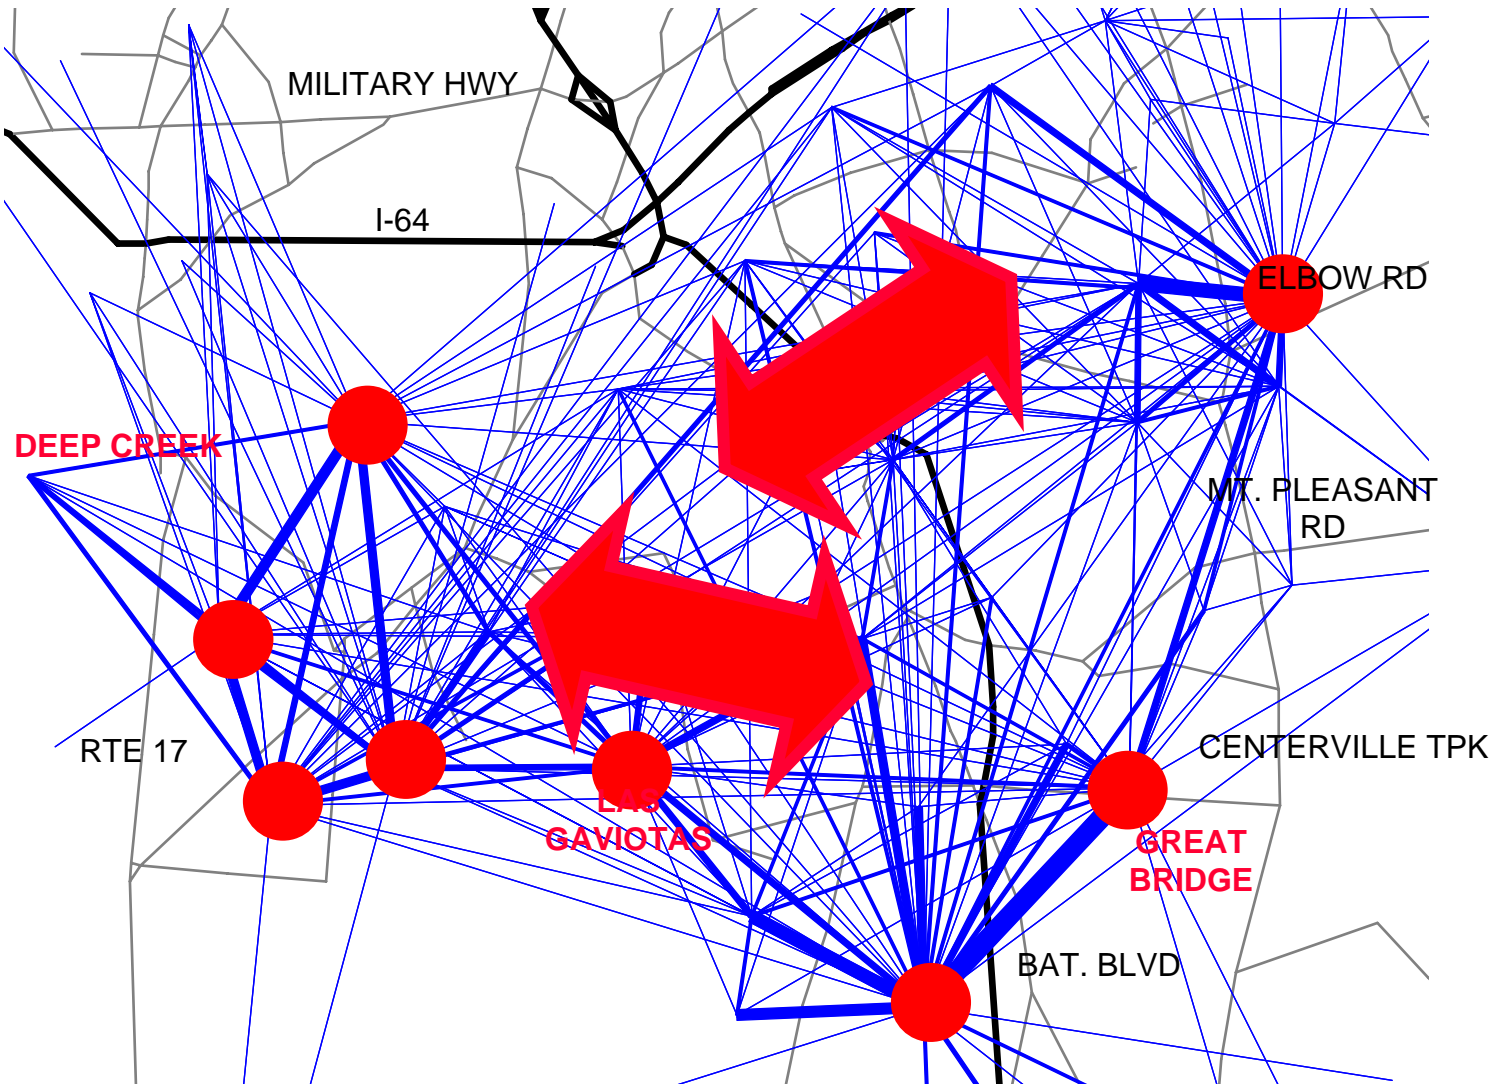 MILITARY HWY
I-64
ELBOW RD
DEEP CREEK
MT. PLEASANT
RD
RTE 17
CENTERVILLE TPK
LAS
GAVIOTAS
GREAT
BRIDGE
BAT. BLVD